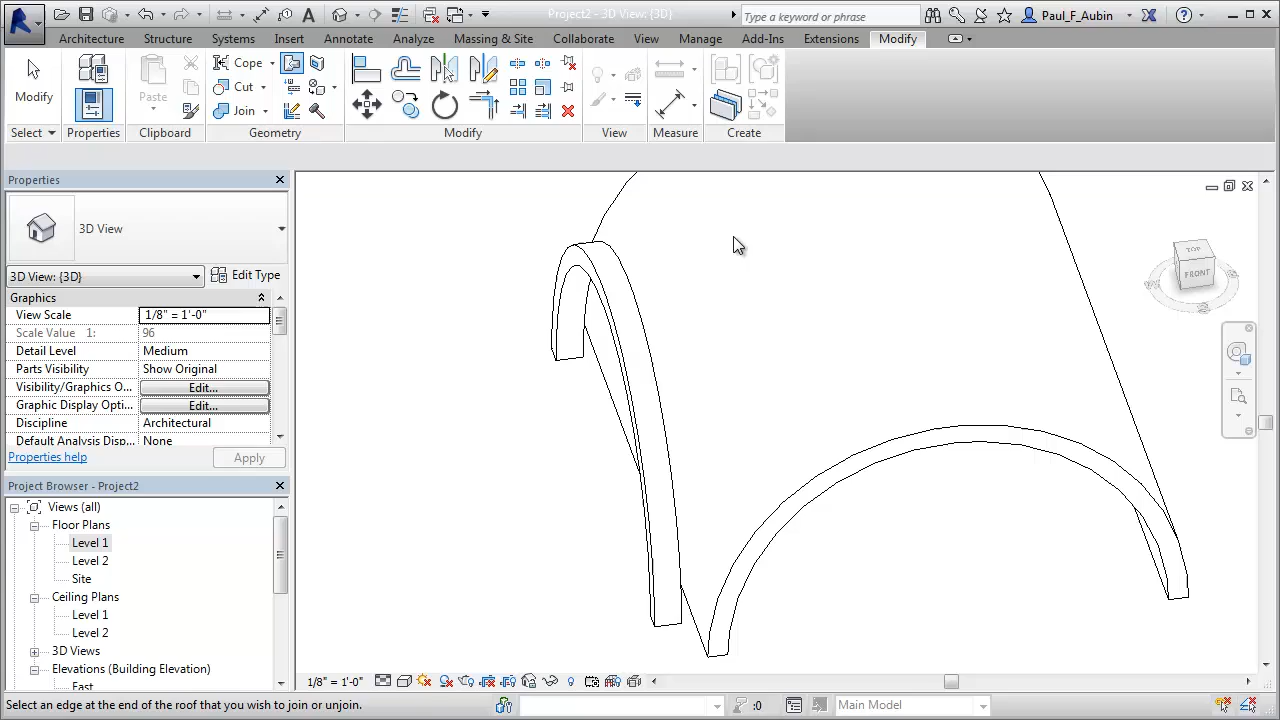 Project2 - 3D View: {3D}
Type a keyword or phrase
Paul_F_Aubin
Architecture Structure Systems Insert Annotate Analyze Massing & Site Collaborate View Manage Add-Ins Extensions Modify
Cope
Modify
Paste
Cut
Join
Select Properties Clipboard Geometry Modify View Measure Create
Properties
3D View
3D View: {3D} Edit Type
Graphics
View Scale 1/8" = 1'-0"
Scale Value 1: 96
Detail Level Medium
Parts Visibility Show Original
Visibility/Graphics O... Edit...
Graphic Display Opti... Edit...
Discipline Architectural
Default Analysis Disp... None
Properties help Apply
Project Browser - Project2
Views (all)
Floor Plans
Level 1
Level 2
Site
Ceiling Plans
Level 1
Level 2
3D Views
Elevations (Building Elevation)
East
TOP
FRONT
1/8" = 1'-0"
Select an edge at the end of the roof that you wish to join or unjoin.
:0
Main Model